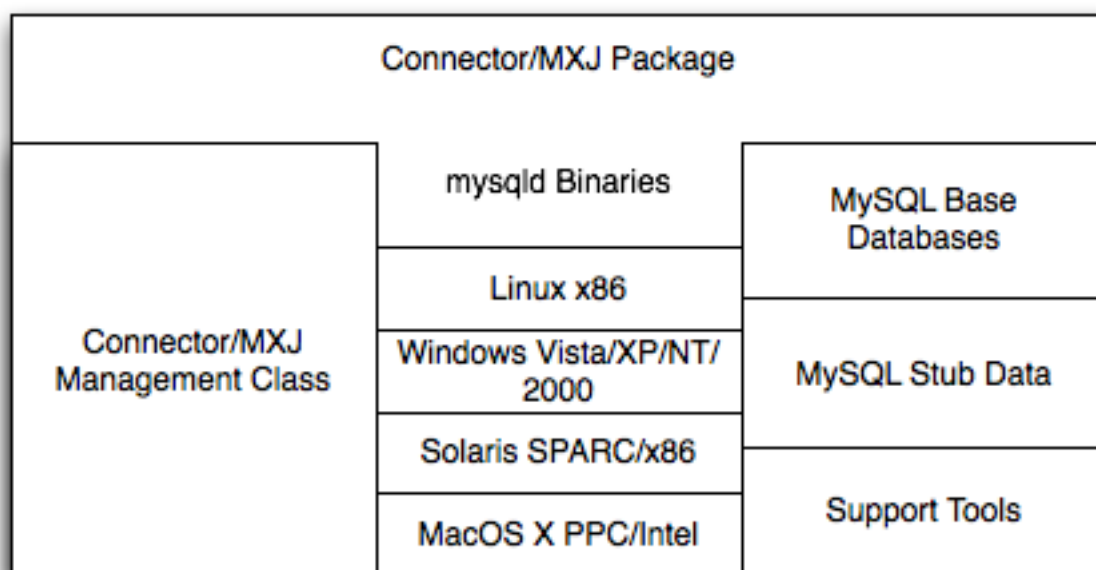 Connector/MXJ Package
Connector/MXJ
Management Class
mysqld Binaries
Linux x86
Windows Vista/XP/NT/
2000
Solaris SPARC/x86
MacOS X PPC/Intel
MySQL Base
Databases
MySQL Stub Data
Support Tools